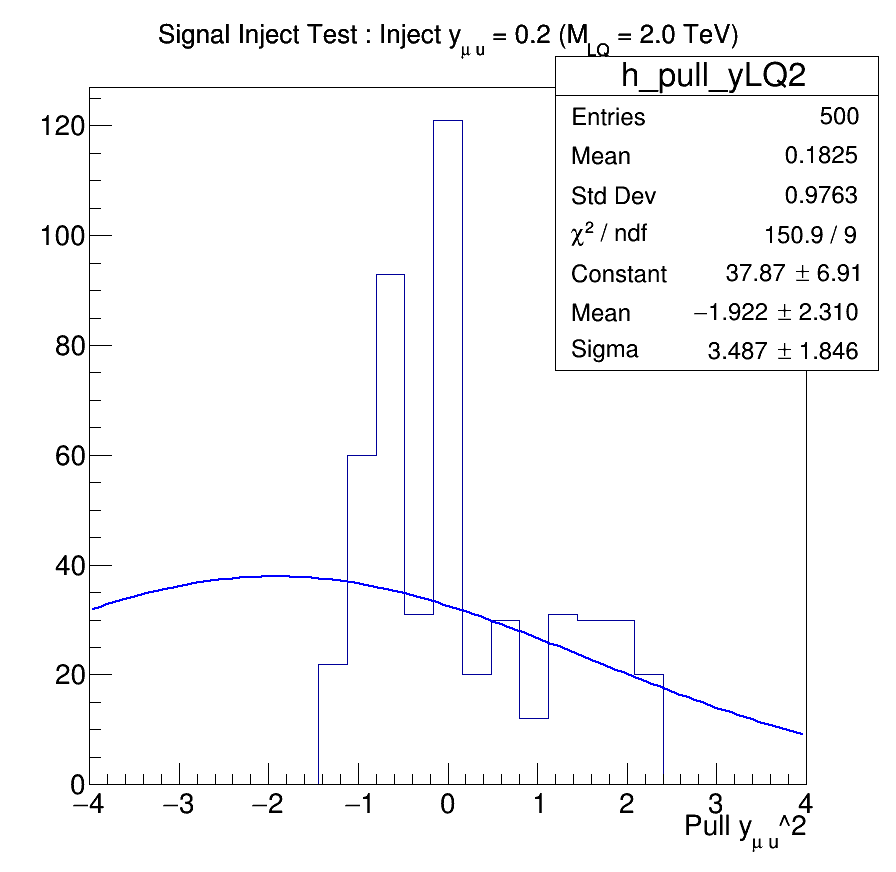 Signal Inject Test : Inject y_μ u = 0.2 (M_LQ = 2.0 TeV)
h_pull_yLQ2
Entries 500
Mean 0.1825
Std Dev 0.9763
χ² / ndf 150.9 / 9
Constant 37.87 ± 6.91
Mean −1.922 ± 2.310
Sigma 3.487 ± 1.846
120
100
80
60
40
20
0
−4 −3 −2 −1 0 1 2 3 4
Pull y_μ u^2